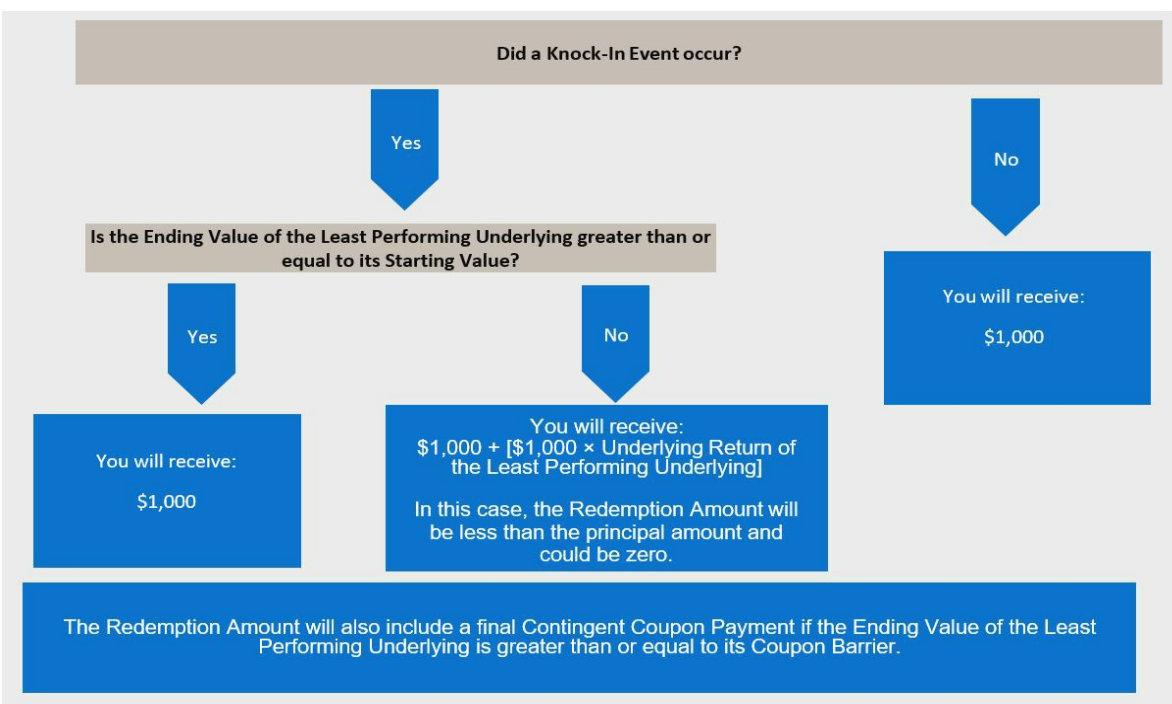 Did a Knock-In Event occur?
Yes
No
Is the Ending Value of the Least Performing Underlying greater than or
equal to its Starting Value?
Yes
No
You will receive:
$1,000
You will receive:
$1,000
You will receive:
$1,000 + [$1,000 × Underlying Return of
the Least Performing Underlying]
In this case, the Redemption Amount will
be less than the principal amount and
could be zero.
The Redemption Amount will also include a final Contingent Coupon Payment if the Ending Value of the Least
Performing Underlying is greater than or equal to its Coupon Barrier.